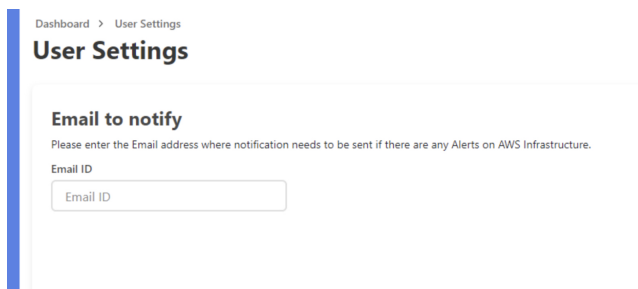 Dashboard > User Settings
User Settings
Email to notify
Please enter the Email address where notification needs to be sent if there are any Alerts on AWS Infrastructure.
Email ID
Email ID